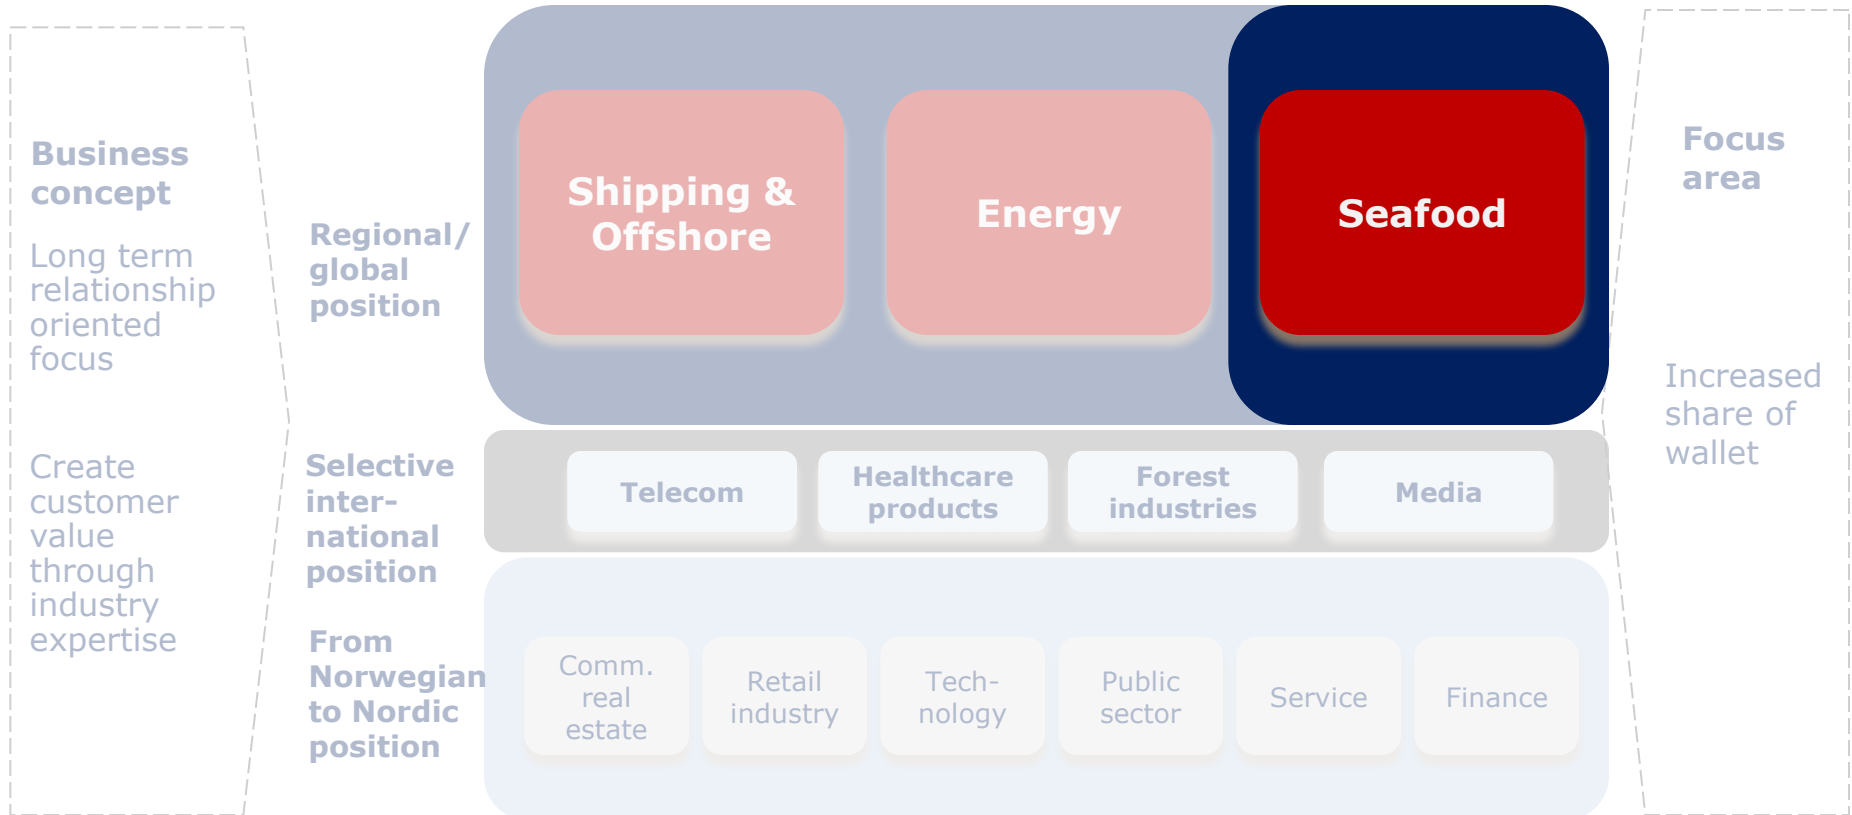 Business
concept
Long term
relationship
oriented
focus
Create
customer
value
through
industry
expertise
Regional/
global
position
Shipping &
Offshore
Energy
Seafood
Selective
inter-
national
position
Telecom
Healthcare
products
Forest
industries
Media
From
Norwegian
to Nordic
position
Comm.
real
estate
Retail
industry
Tech-
nology
Public
sector
Service
Finance
Focus
area
Increased
share of
wallet